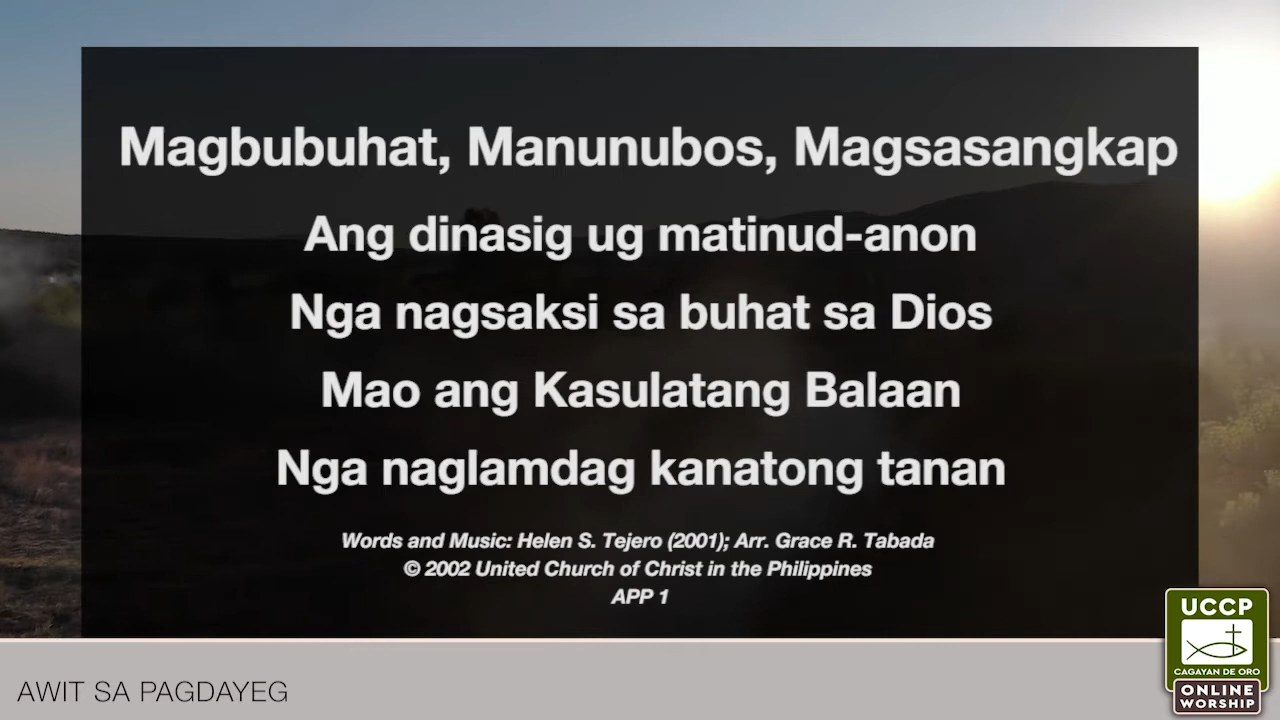 Magbubuhat, Manunubos, Magsasangkap
Ang dinasig ug matinud-anon
Nga nagsaksi sa buhat sa Dios
Mao ang Kasulatang Balaan
Nga naglamdag kanatong tanan
Words and Music: Helen S. Tejero (2001); Arr. Grace R. Tabada
© 2002 United Church of Christ in the Philippines
APP 1
AWIT SA PAGDAYEG
UCCP
CAGAYAN DE ORO
ONLINE
WORSHIP